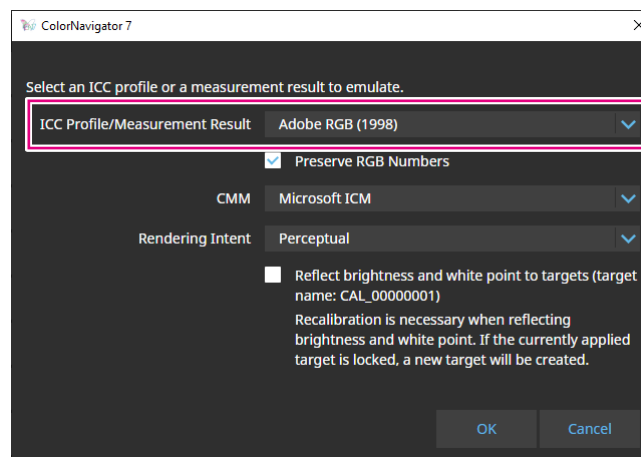 ColorNavigator 7
Select an ICC profile or a measurement result to emulate.
ICC Profile/Measurement Result Adobe RGB (1998)
Preserve RGB Numbers
CMM Microsoft ICM
Rendering Intent Perceptual
Reflect brightness and white point to targets (target
name: CAL_00000001)
Recalibration is necessary when reflecting
brightness and white point. If the currently applied
target is locked, a new target will be created.
OK Cancel